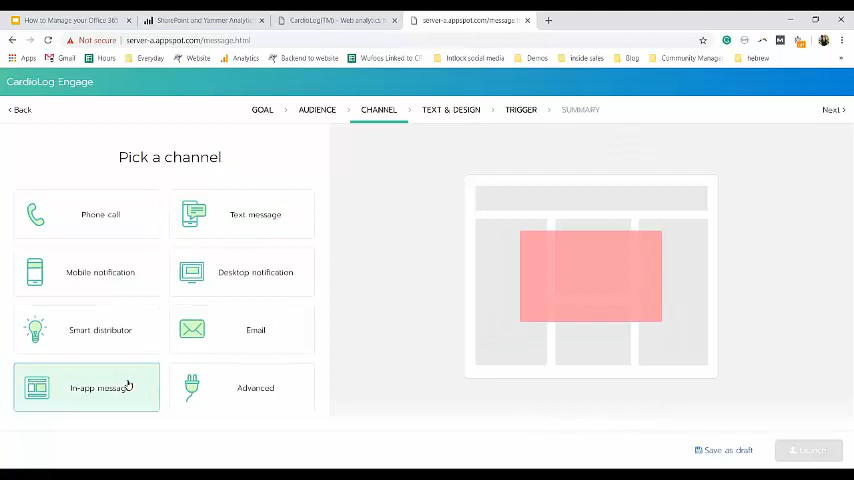 How to Manage your Office 365
SharePoint and Yammer Analytic
CardioLog(TM) - Web analytics f
server-a.appspot.com/message.h
Not secure | server-a.appspot.com/message.html
Apps Gmail Hours Everyday Website Analytics Backend to website Wufoos Linked to CF Intlock social media Demos inside sales Blog Community Manag hebrew
CardioLog Engage
< Back GOAL > AUDIENCE > CHANNEL > TEXT & DESIGN > TRIGGER > SUMMARY Next >
Pick a channel
Phone call Text message
Mobile notification Desktop notification
Smart distributor Email
In-app message Advanced
Save as draft Launch